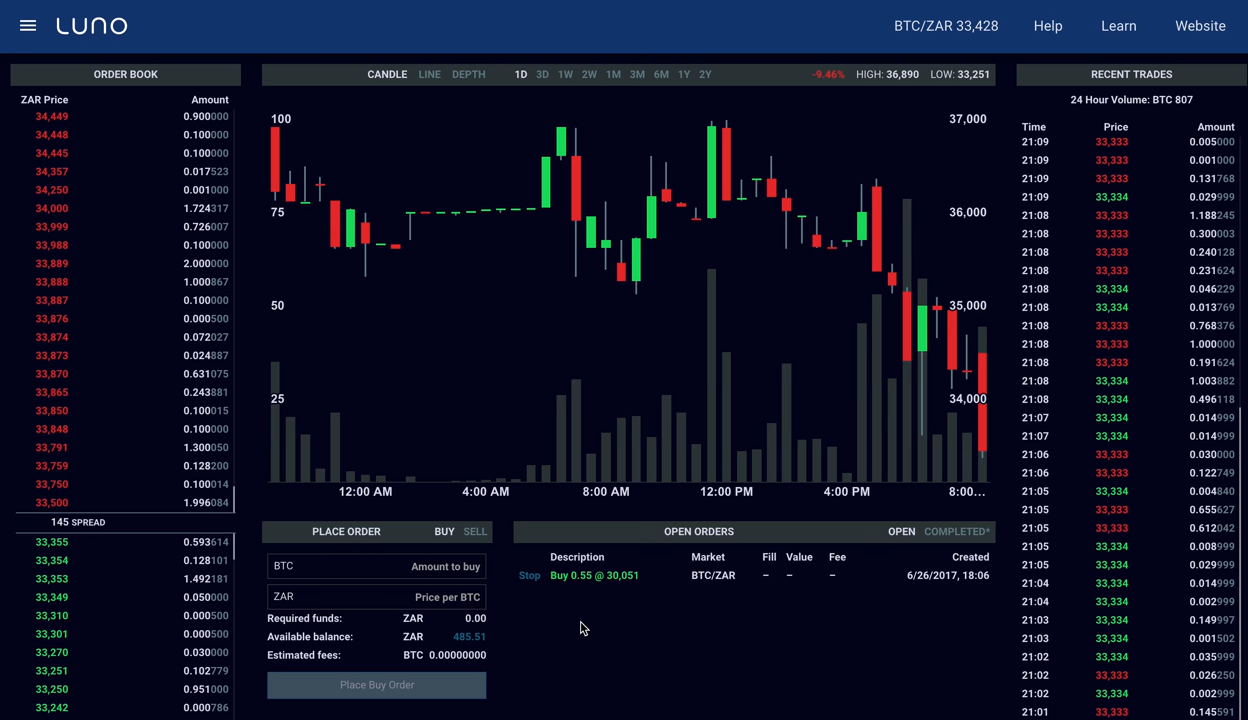 LUNO
BTC/ZAR 33,428 Help Learn Website
ORDER BOOK
ZAR Price Amount
34,449 0.900000
34,448 0.100000
34,445 0.100000
34,357 0.017523
34,250 0.001000
34,000 1.724317
33,999 0.726007
33,988 0.100000
33,889 2.000000
33,888 1.000867
33,887 0.100000
33,876 0.000500
33,874 0.072027
33,873 0.024887
33,870 0.631075
33,865 0.243881
33,850 0.100015
33,848 0.100000
33,791 1.300050
33,759 0.128200
33,750 0.100014
33,500 1.996084
145 SPREAD
33,355 0.593614
33,354 0.128101
33,353 1.492181
33,349 0.050000
33,310 0.000500
33,301 0.000500
33,270 0.030000
33,251 0.102779
33,250 0.951000
33,242 0.000786
CANDLE LINE DEPTH 1D 3D 1W 2W 1M 3M 6M 1Y 2Y -9.46% HIGH: 36,890 LOW: 33,251
100 37,000
75 36,000
50 35,000
25 34,000
12:00 AM 4:00 AM 8:00 AM 12:00 PM 4:00 PM 8:00...
PLACE ORDER BUY SELL
BTC Amount to buy
ZAR Price per BTC
Required funds: ZAR 0.00
Available balance: ZAR 485.51
Estimated fees: BTC 0.00000000
Place Buy Order
OPEN ORDERS OPEN COMPLETED*
Description Market Fill Value Fee Created
Stop Buy 0.55 @ 30,051 BTC/ZAR – – – 6/26/2017, 18:06
RECENT TRADES
24 Hour Volume: BTC 807
Time Price Amount
21:09 33,333 0.005000
21:09 33,333 0.001000
21:09 33,333 0.131768
21:09 33,334 0.029999
21:08 33,333 1.188245
21:08 33,333 0.300003
21:08 33,333 0.240128
21:08 33,333 0.231624
21:08 33,334 0.046229
21:08 33,334 0.013769
21:08 33,333 0.768376
21:08 33,333 1.000000
21:08 33,333 0.191624
21:08 33,334 1.003882
21:08 33,334 0.496118
21:07 33,334 0.014999
21:07 33,334 0.014999
21:06 33,333 0.030000
21:06 33,333 0.122749
21:05 33,334 0.004840
21:05 33,333 0.655627
21:05 33,333 0.612042
21:05 33,334 0.008999
21:05 33,334 0.029999
21:04 33,334 0.014999
21:04 33,334 0.002999
21:03 33,334 0.149997
21:03 33,334 0.001502
21:02 33,334 0.035999
21:02 33,333 0.026250
21:02 33,334 0.002999
21:01 33,333 0.145591